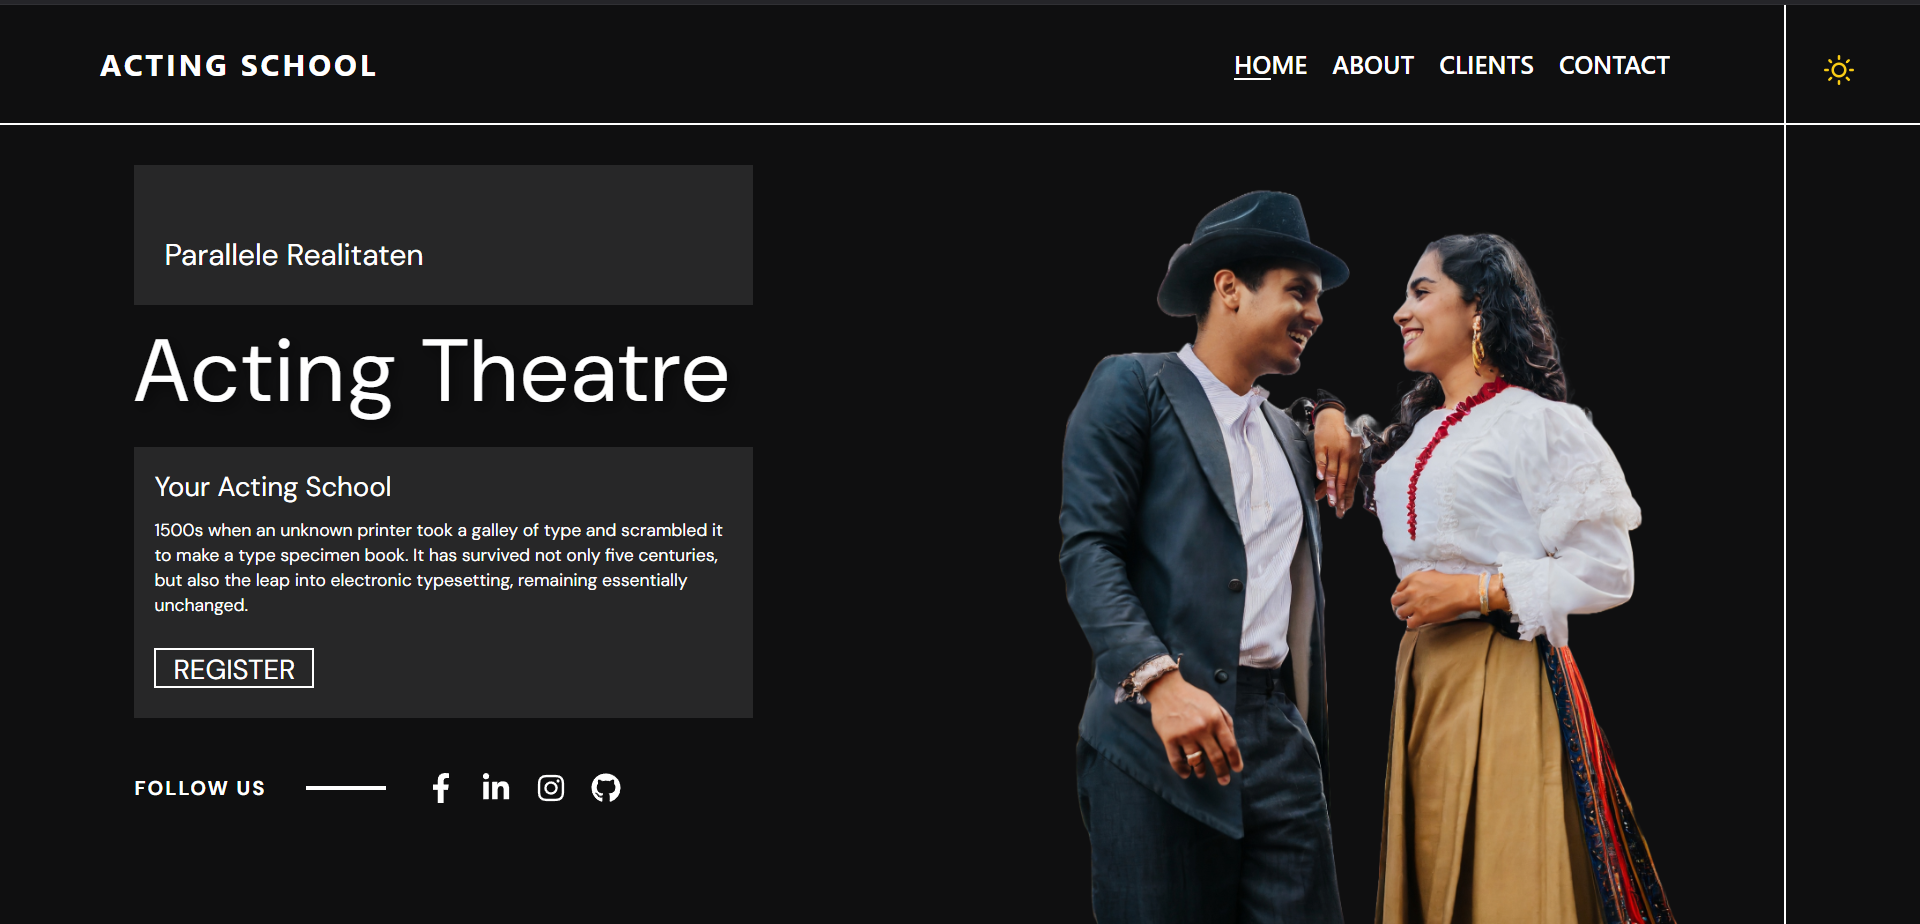 ACTING SCHOOL
HOME ABOUT CLIENTS CONTACT
Parallele Realitaten
Acting Theatre
Your Acting School
1500s when an unknown printer took a galley of type and scrambled it
to make a type specimen book. It has survived not only five centuries,
but also the leap into electronic typesetting, remaining essentially
unchanged.
REGISTER
FOLLOW US